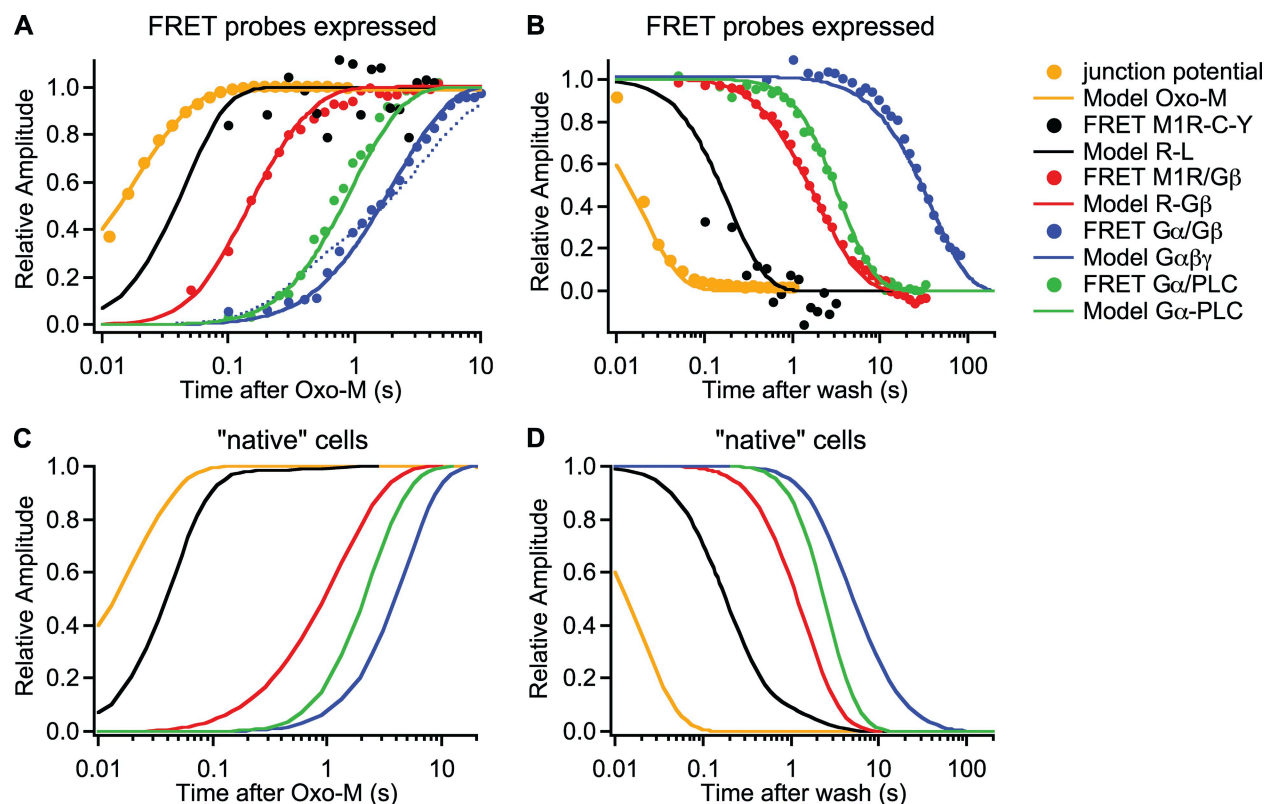 A
FRET probes expressed
Relative Amplitude
1.0
0.8
0.6
0.4
0.2
0.0
0.01
0.1
1
10
Time after Oxo-M (s)
B
FRET probes expressed
Relative Amplitude
1.0
0.8
0.6
0.4
0.2
0.0
0.01
0.1
1
10
100
Time after wash (s)
junction potential
Model Oxo-M
FRET M1R-C-Y
Model R-L
FRET M1R/Gβ
Model R-Gβ
FRET Gα/Gβ
Model Gαβγ
FRET Gα/PLC
Model Gα-PLC
C
"native" cells
Relative Amplitude
1.0
0.8
0.6
0.4
0.2
0.0
0.01
0.1
1
10
Time after Oxo-M (s)
D
"native" cells
Relative Amplitude
1.0
0.8
0.6
0.4
0.2
0.0
0.01
0.1
1
10
100
Time after wash (s)